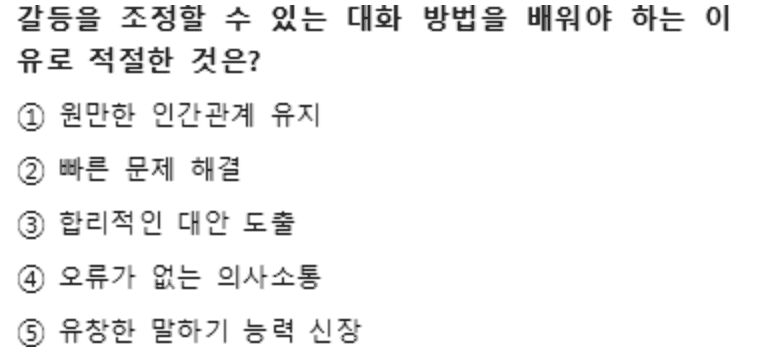 갈등을 조정할 수 있는 대화 방법을 배워야 하는 이
유로 적절한 것은?
① 원만한 인간관계 유지
② 빠른 문제 해결
③ 합리적인 대안 도출
④ 오류가 없는 의사소통
⑤ 유창한 말하기 능력 신장